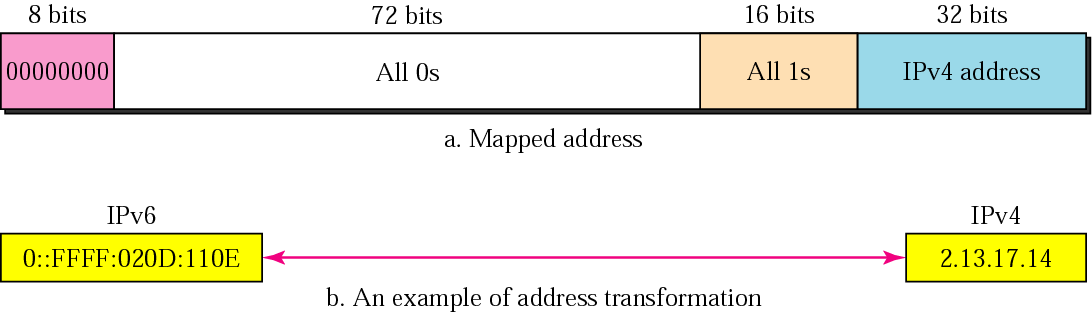 8 bits 72 bits 16 bits 32 bits
00000000 All 0s All 1s IPv4 address
a. Mapped address
IPv6 IPv4
0::FFFF:020D:110E 2.13.17.14
b. An example of address transformation